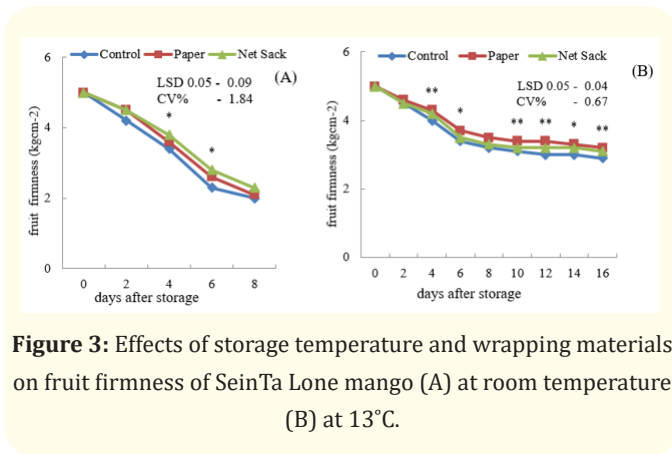 Control Paper Net Sack
LSD 0.05 - 0.09 (A)
CV% - 1.84
fruit firmness (kgcm-2)
6
4
2
0
* *
0 2 4 6 8
days after storage
Control Paper Net Sack
LSD 0.05 - 0.04 (B)
CV% - 0.67
fruit firmness (kgcm-2)
6
4
2
0
** * ** ** * **
0 2 4 6 8 10 12 14 16
days after storage
Figure 3: Effects of storage temperature and wrapping materials
on fruit firmness of SeinTa Lone mango (A) at room temperature
(B) at 13°C.